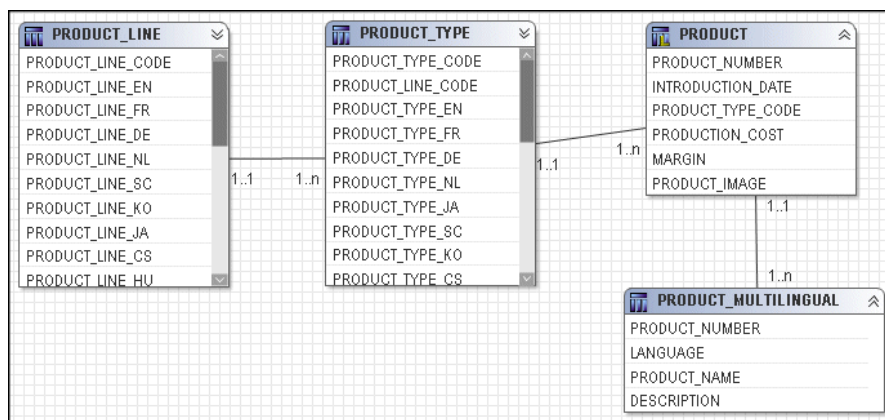 PRODUCT_LINE
PRODUCT_LINE_CODE
PRODUCT_LINE_EN
PRODUCT_LINE_FR
PRODUCT_LINE_DE
PRODUCT_LINE_NL
PRODUCT_LINE_SC
PRODUCT_LINE_KO
PRODUCT_LINE_JA
PRODUCT_LINE_CS
PRODUCT_LINE_HU
1..1
1..n
PRODUCT_TYPE
PRODUCT_TYPE_CODE
PRODUCT_LINE_CODE
PRODUCT_TYPE_EN
PRODUCT_TYPE_FR
PRODUCT_TYPE_DE
PRODUCT_TYPE_NL
PRODUCT_TYPE_JA
PRODUCT_TYPE_SC
PRODUCT_TYPE_KO
PRODUCT_TYPE_CS
1..1
1..n
PRODUCT
PRODUCT_NUMBER
INTRODUCTION_DATE
PRODUCT_TYPE_CODE
PRODUCTION_COST
MARGIN
PRODUCT_IMAGE
1..1
1..n
PRODUCT_MULTILINGUAL
PRODUCT_NUMBER
LANGUAGE
PRODUCT_NAME
DESCRIPTION